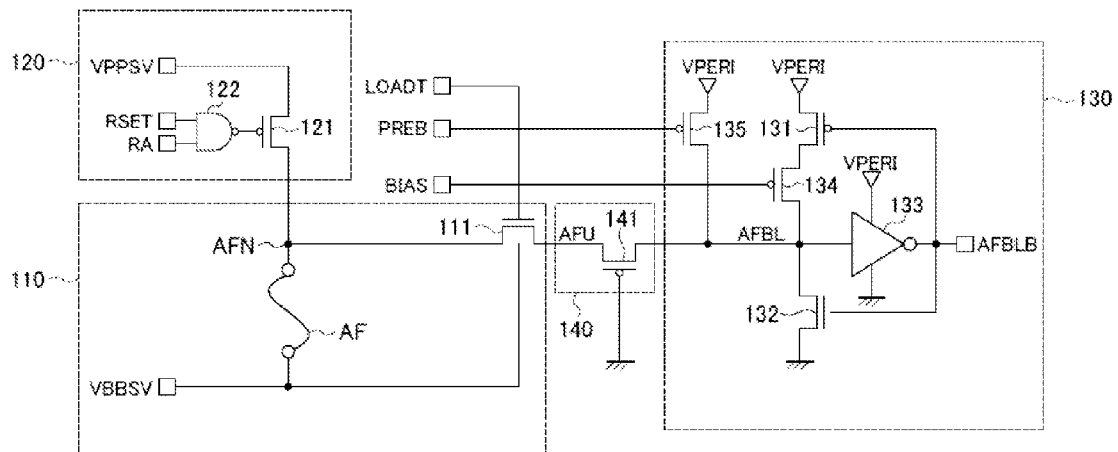 120
VPPSV
122
RSET
RA
121
LOADT
PREB
BIAS
VPERI
VPERI
135
131
134
VPERI
133
130
AFBLB
AFBL
132
110
AFN
111
AFU
141
140
AF
VBBSV